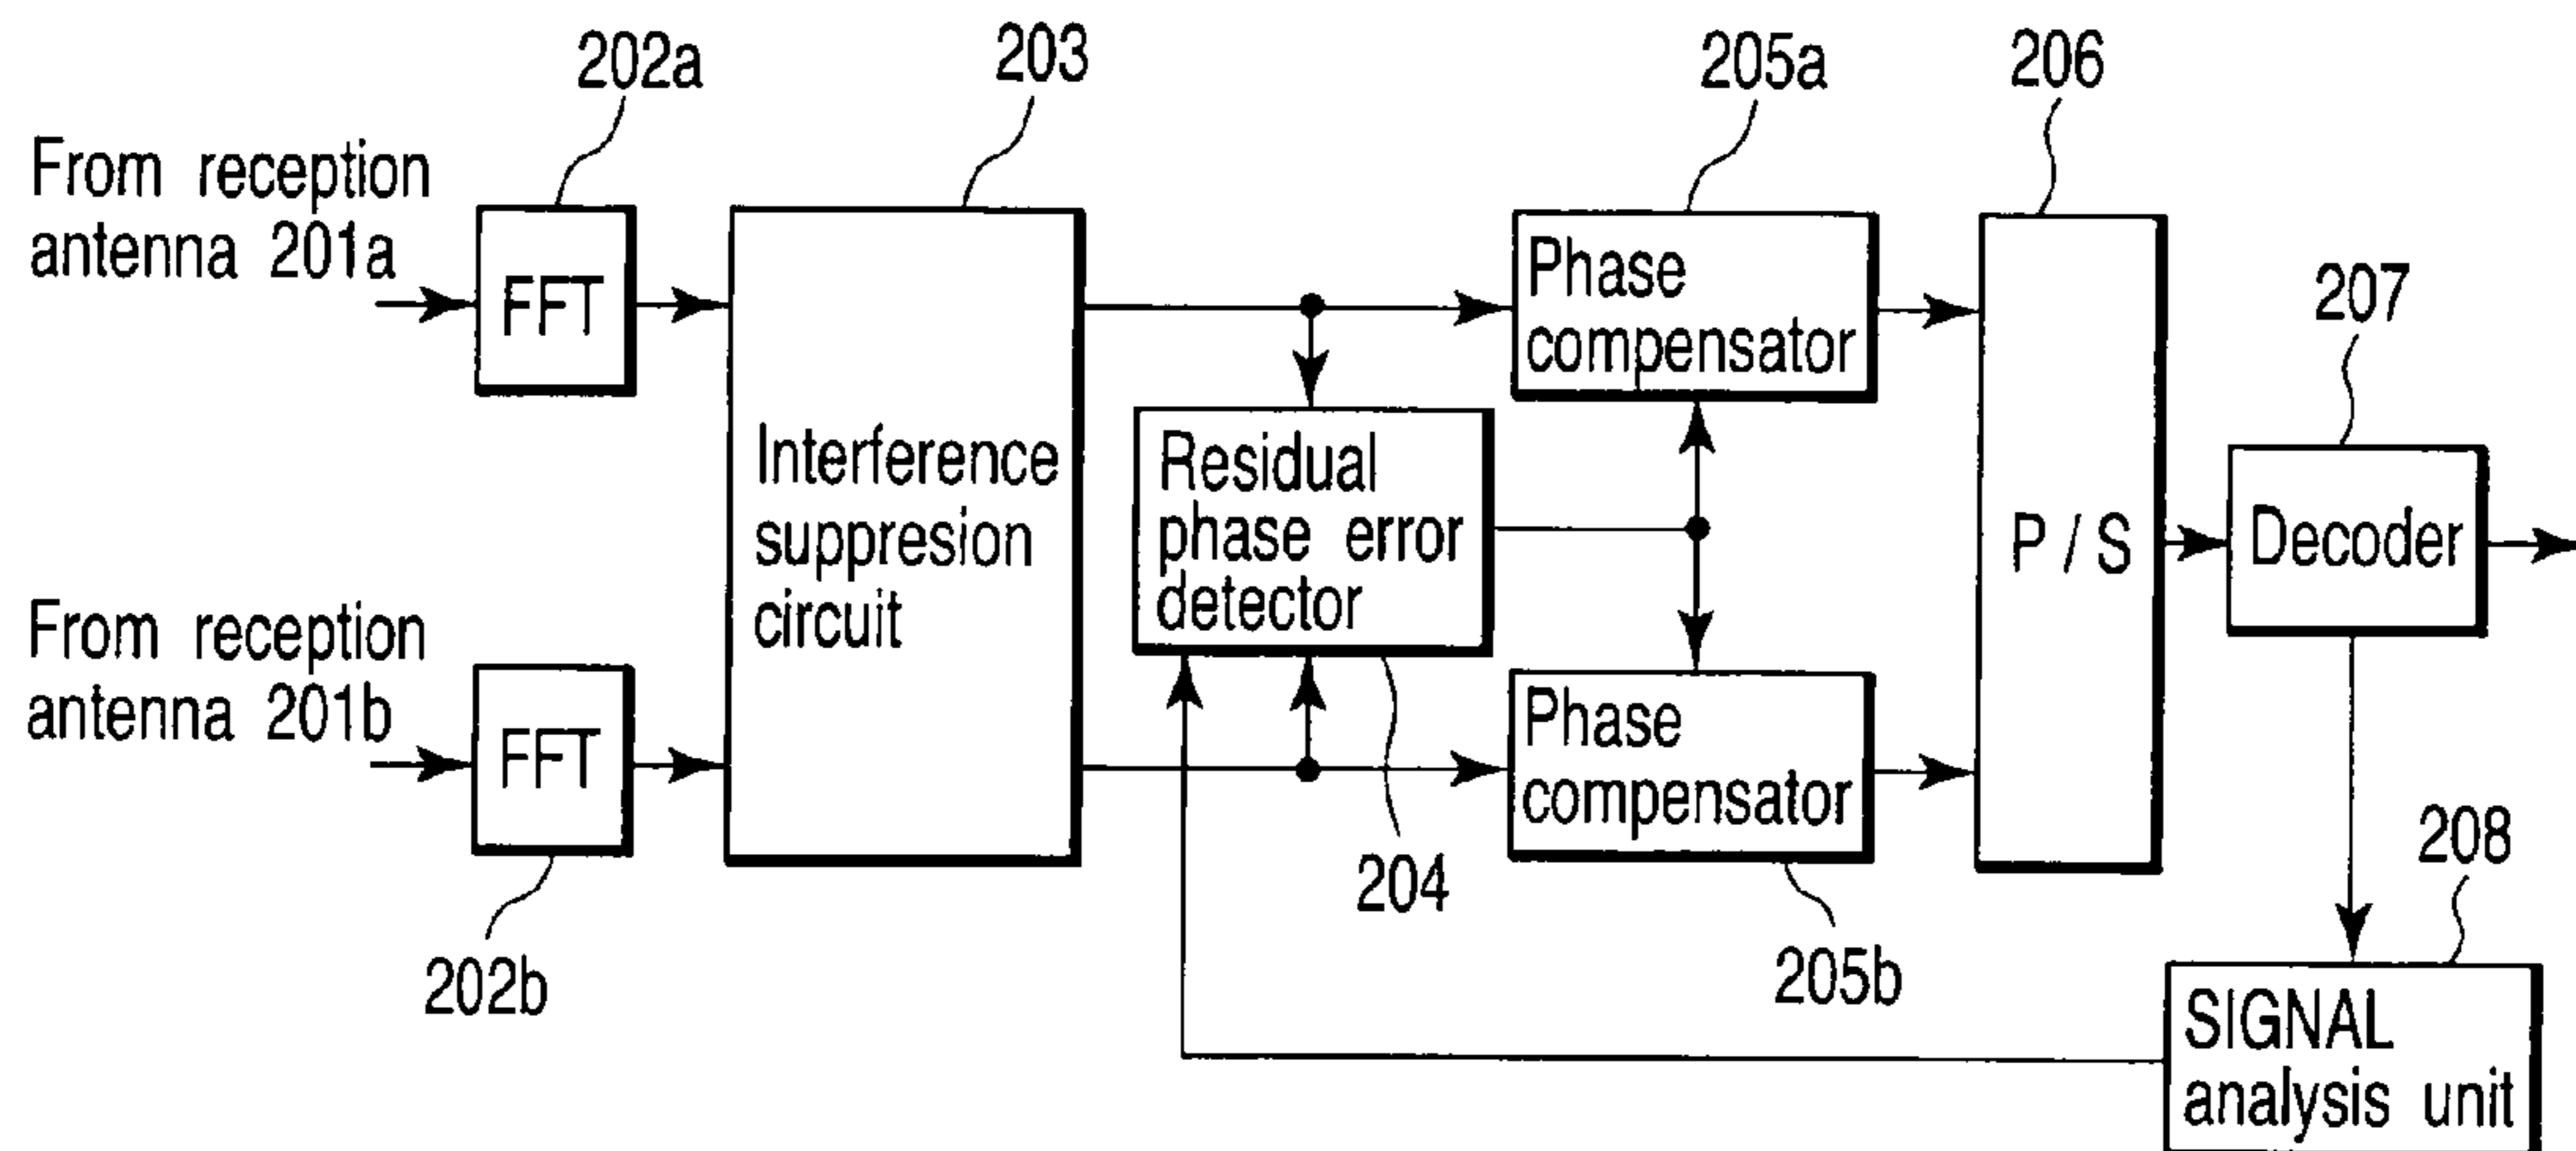 202a
203
205a
206
From reception
antenna 201a
FFT
Phase
compensator
207
Interference
suppresion
circuit
Residual
phase error
detector
P / S
Decoder
From reception
antenna 201b
FFT
Phase
compensator
204
208
202b
205b
SIGNAL
analysis unit